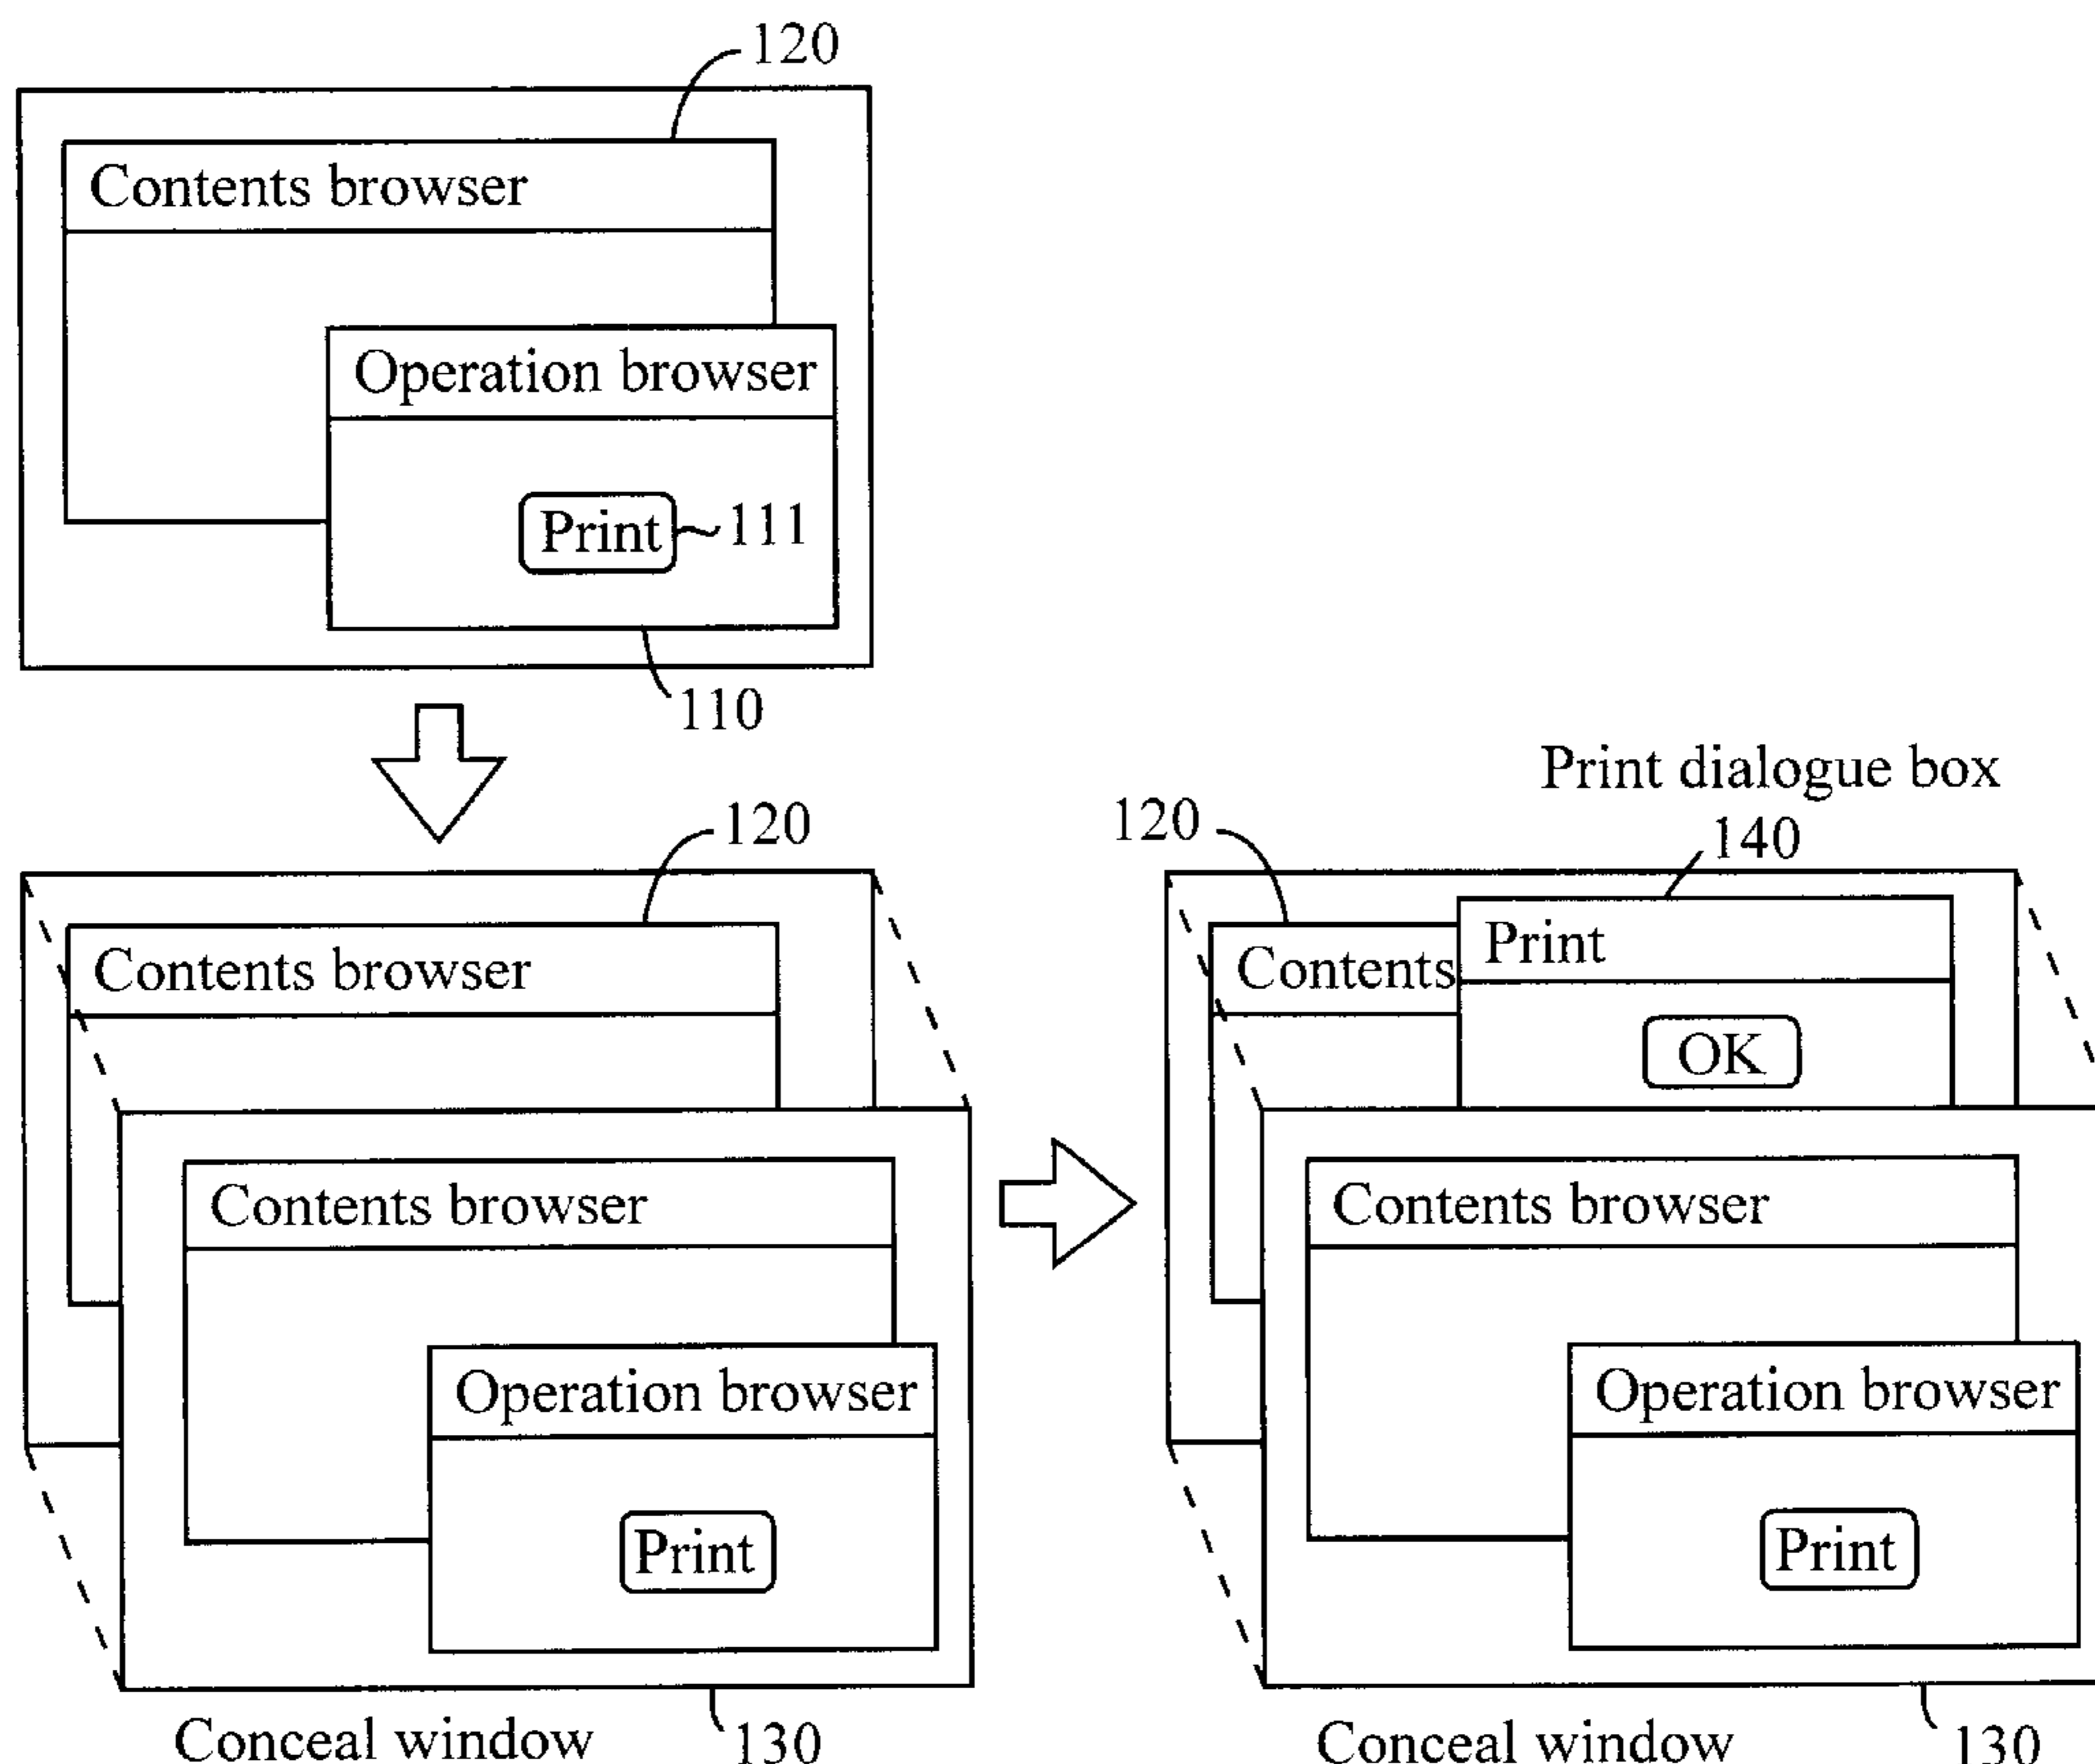 120
Contents browser
Operation browser
Print 111
110
120
Contents browser
Contents browser
Operation browser
Print
Conceal window 130
Print dialogue box
120 140
Contents Print
OK
Contents browser
Operation browser
Print
Conceal window 130